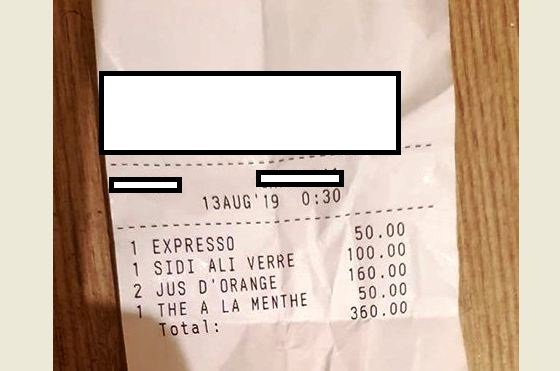 13AUG'19 0:30
1 EXPRESSO 50.00
1 SIDI ALI VERRE 100.00
2 JUS D'ORANGE 160.00
1 THE A LA MENTHE 50.00
Total: 360.00